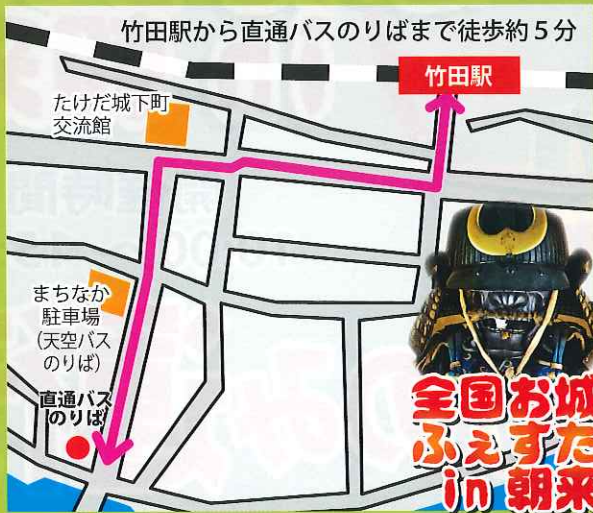 竹田駅から直通バスのりばまで徒歩約５分
竹田駅
たけだ城下町
交流館
まちなか
駐車場
（天空バス
のりば）
直通バス
のりば
全国お城
ふぇすた
in 朝来